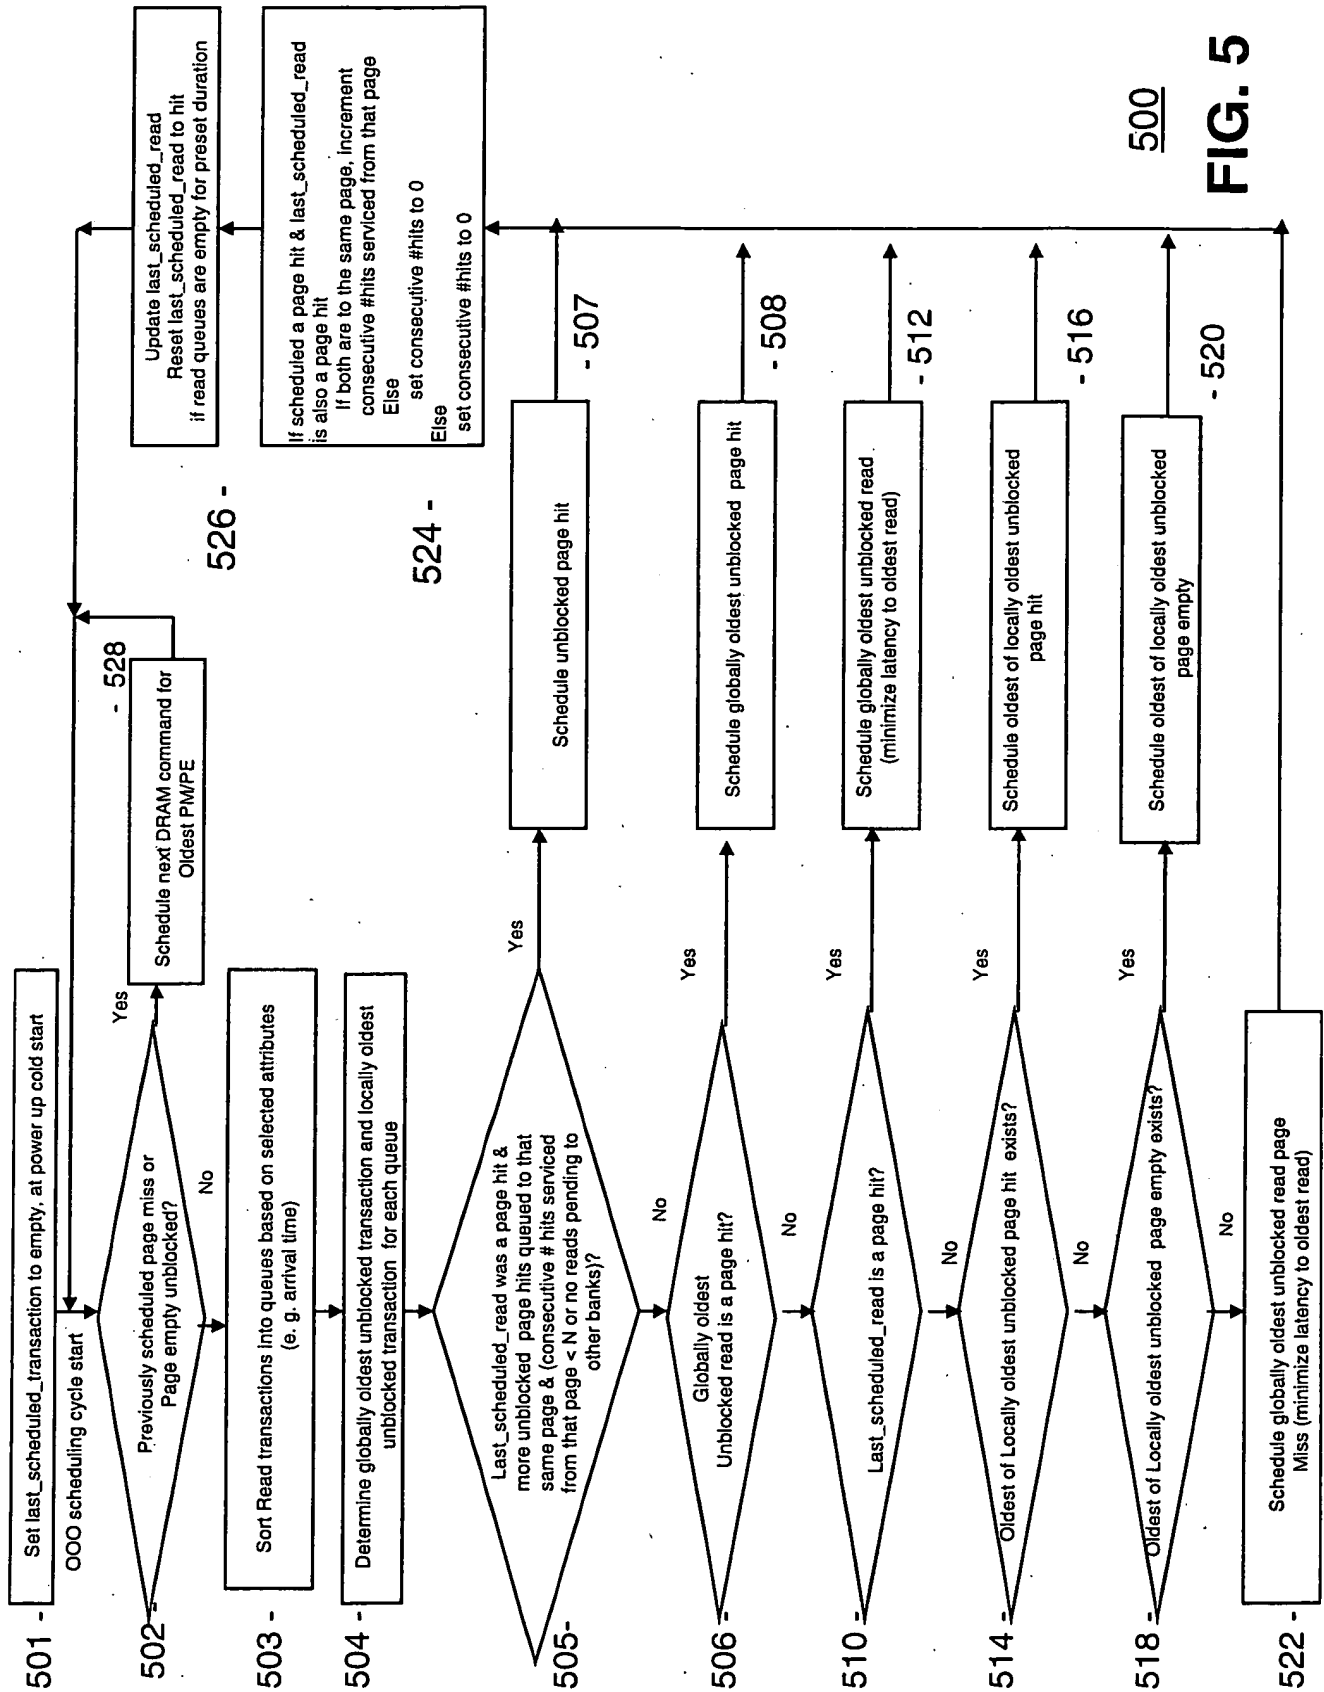 501 -
Set last_scheduled_transaction to empty, at power up cold start
OOO scheduling cycle start
502 -
Previously scheduled page miss or
Page empty unblocked?
Yes
No
Schedule next DRAM command for
Oldest PM/PE
- 528
503 -
Sort Read transactions into queues based on selected attributes
(e. g. arrival time)
504 -
Determine globally oldest unblocked transaction and locally oldest
unblocked transaction for each queue
505-
Last_scheduled_read was a page hit &
more unblocked page hits queued to that
same page & (consecutive # hits serviced
from that page < N or no reads pending to
other banks)?
Yes
No
Schedule unblocked page hit
- 507
506 -
Globally oldest
Unblocked read is a page hit?
Yes
No
Schedule globally oldest unblocked page hit
- 508
510 -
Last_scheduled_read is a page hit?
Yes
No
Schedule globally oldest unblocked read
(minimize latency to oldest read)
- 512
514 -
Oldest of Locally oldest unblocked page hit exists?
Yes
No
Schedule oldest of locally oldest unblocked
page hit
- 516
518 -
Oldest of Locally oldest unblocked page empty exists?
Yes
No
Schedule oldest of locally oldest unblocked
page empty
- 520
522 -
Schedule globally oldest unblocked read page
Miss (minimize latency to oldest read)
524 -
If scheduled a page hit & last_scheduled_read
is also a page hit
If both are to the same page, increment
consecutive #hits serviced from that page
Else
set consecutive #hits to 0
Else
set consecutive #hits to 0
526 -
Update last_scheduled_read
Reset last_scheduled_read to hit
if read queues are empty for preset duration
500
FIG. 5